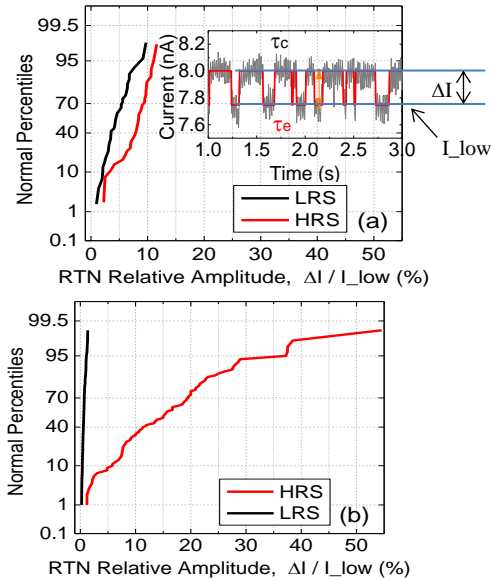 99.5
95
70
40
10
1
0.1
Normal Percentiles
8.2
8.0
7.8
7.6
Current (nA)
τc
τe
1.0 1.5 2.0 2.5 3.0
Time (s)
ΔI
I_low
LRS
HRS
(a)
0 10 20 30 40 50
RTN Relative Amplitude, ΔI / I_low (%)
99.5
95
70
40
10
1
0.1
Normal Percentiles
HRS
LRS
(b)
0 10 20 30 40 50
RTN Relative Amplitude, ΔI / I_low (%)